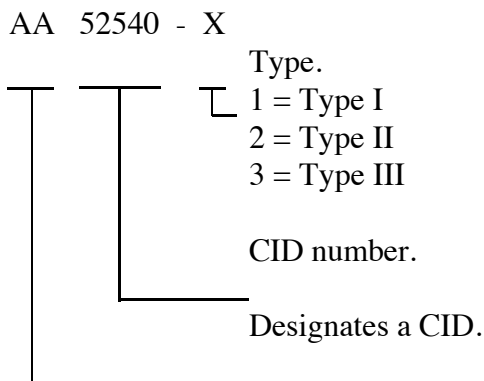 AA 52540 - X
Type.
1 = Type I
2 = Type II
3 = Type III
CID number.
Designates a CID.